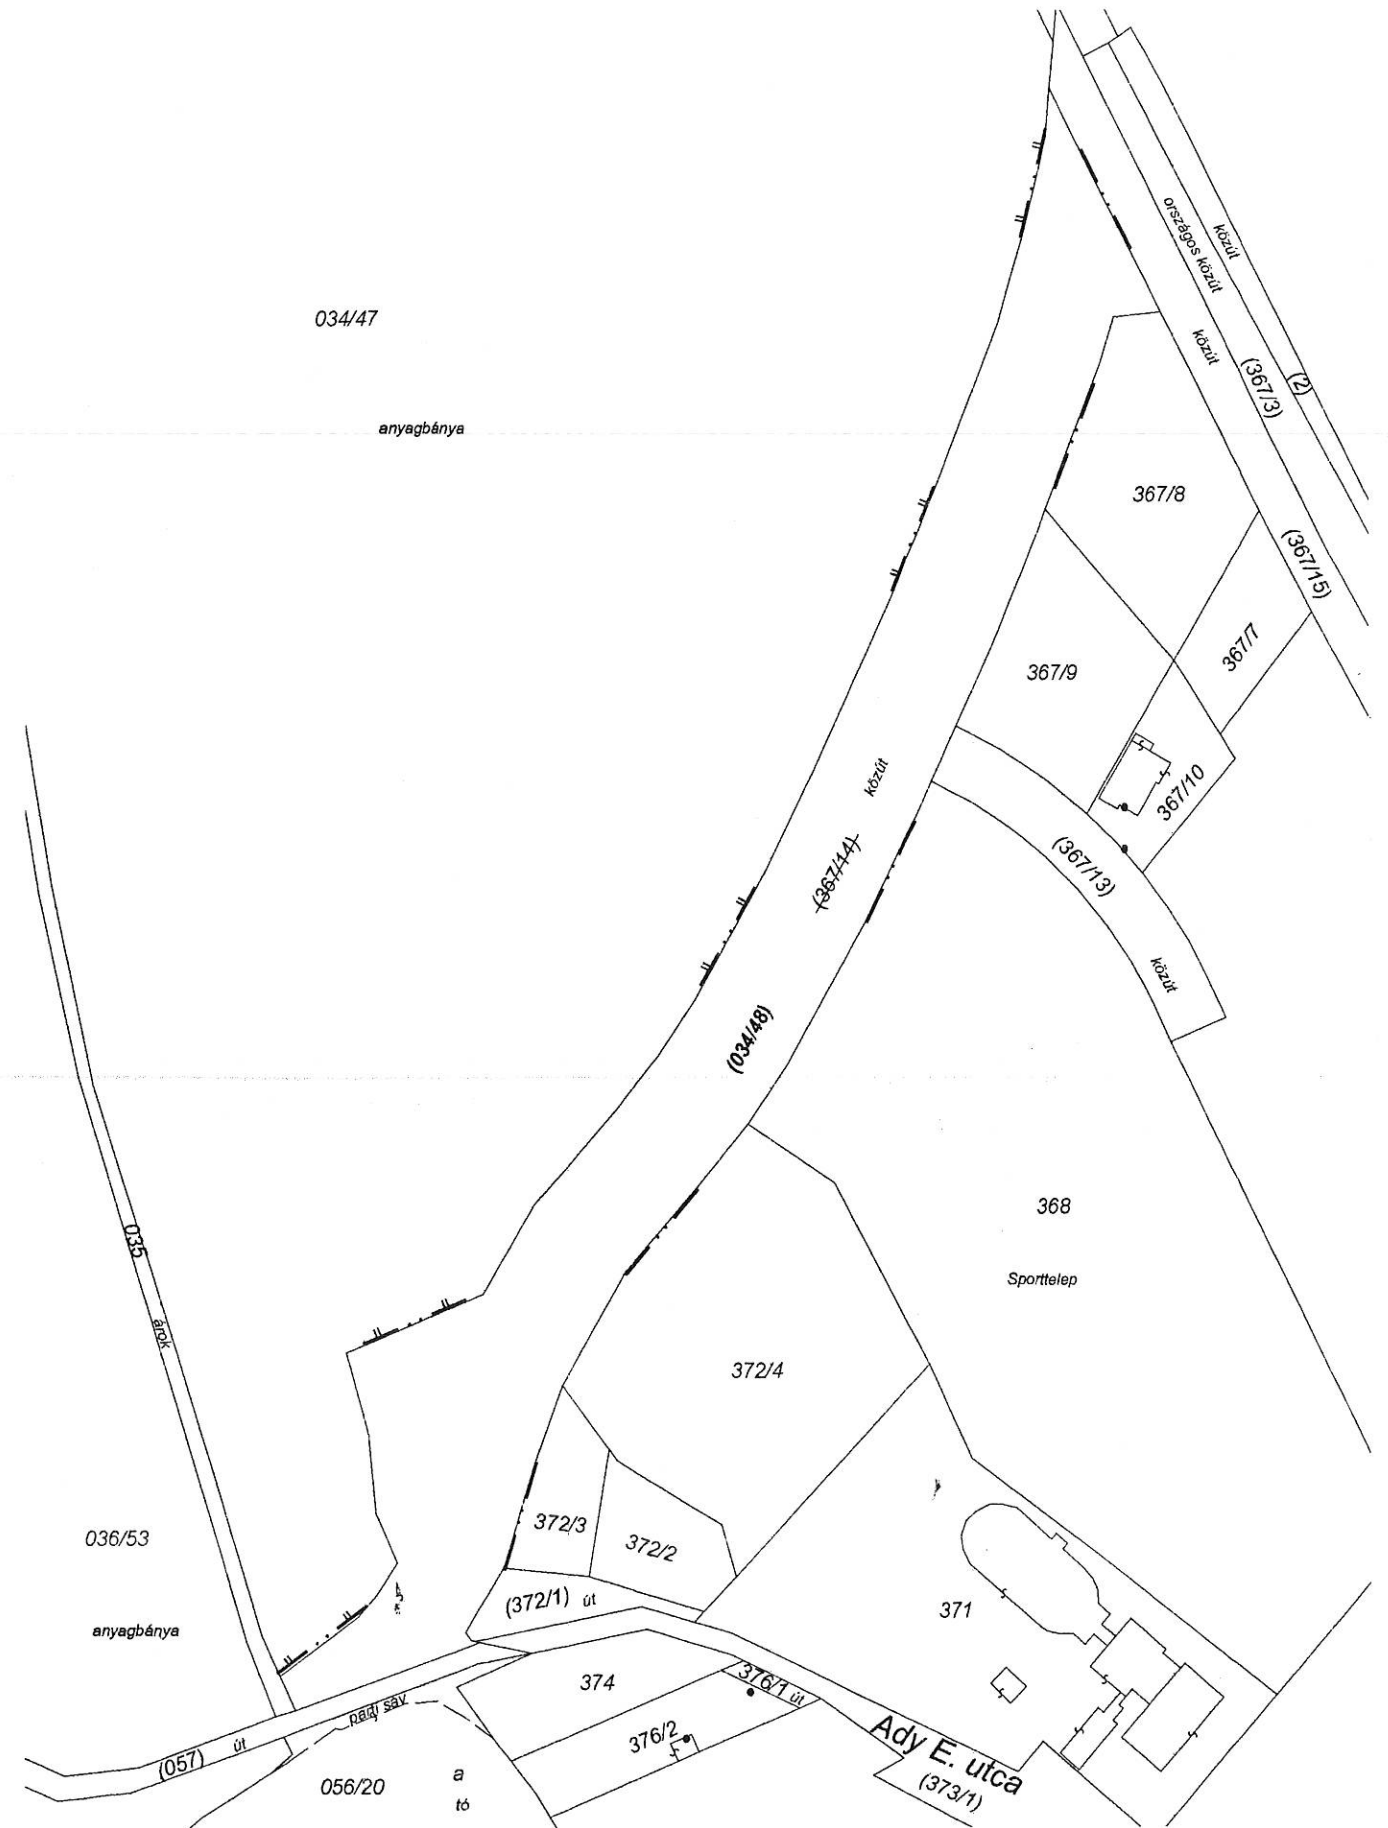 országos közút
közút
034/47
közút
(367/3)
(2)
anyagbánya
367/8
(367/15)
367/7
367/9
közút
367/10
(367/14)
(367/13)
közút
(034/48)
368
035
Sporttelep
árok
372/4
036/53
372/3
372/2
(372/1) út
371
anyagbánya
374
376/1 út
parti sáv
376/2
Ady E. utca
(057) út
056/20
a
tó
(373/1)